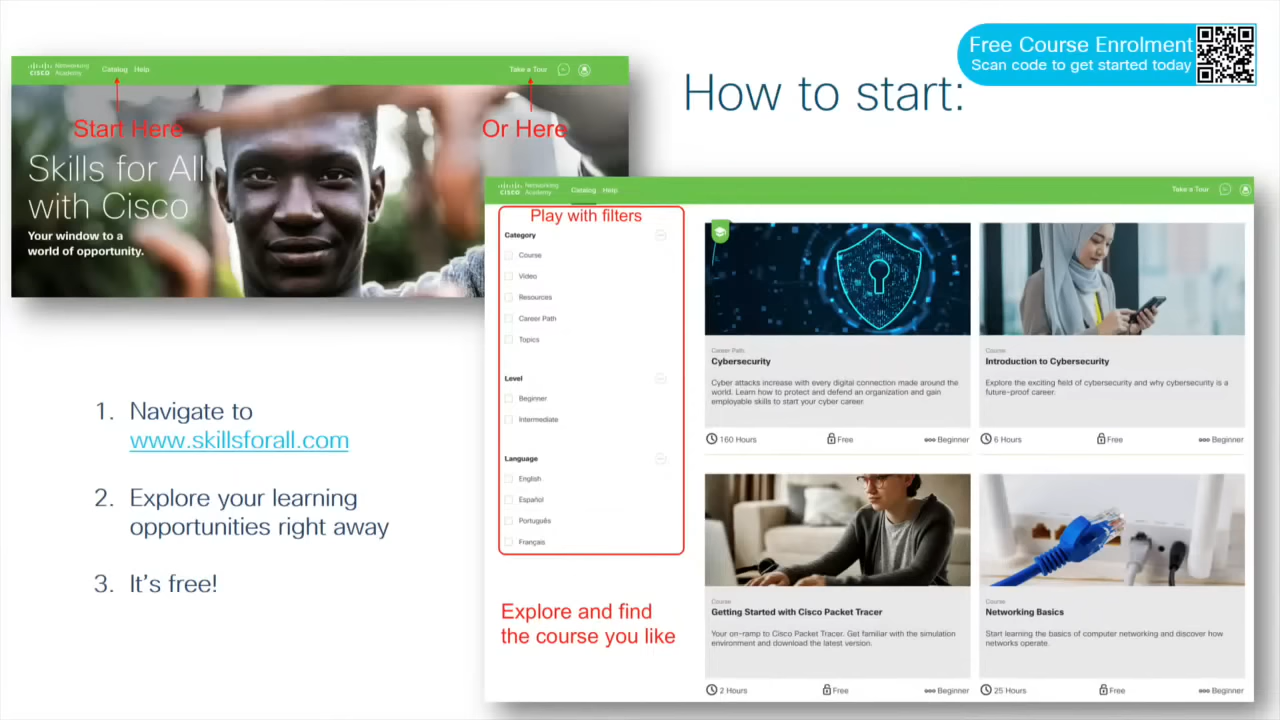 Free Course Enrolment
Scan code to get started today
How to start:
CISCO Networking Academy
Catalog Help
Take a Tour
Start Here
Or Here
Skills for All
with Cisco
Your window to a
world of opportunity.
1. Navigate to
www.skillsforall.com
2. Explore your learning
opportunities right away
3. It's free!
CISCO Networking Academy
Catalog Help
Take a Tour
Play with filters
Category
Course
Video
Resources
Career Path
Topics
Level
Beginner
Intermediate
Language
English
Español
Português
Français
Explore and find
the course you like
Career Path
Cybersecurity
Cyber attacks increase with every digital connection made around the
world. Learn how to protect and defend an organization and gain
employable skills to start your cyber career.
160 Hours Free Beginner
Course
Introduction to Cybersecurity
Explore the exciting field of cybersecurity and why cybersecurity is a
future-proof career.
6 Hours Free Beginner
Course
Getting Started with Cisco Packet Tracer
Your on-ramp to Cisco Packet Tracer. Get familiar with the simulation
environment and download the latest version.
2 Hours Free Beginner
Course
Networking Basics
Start learning the basics of computer networking and discover how
networks operate.
25 Hours Free Beginner